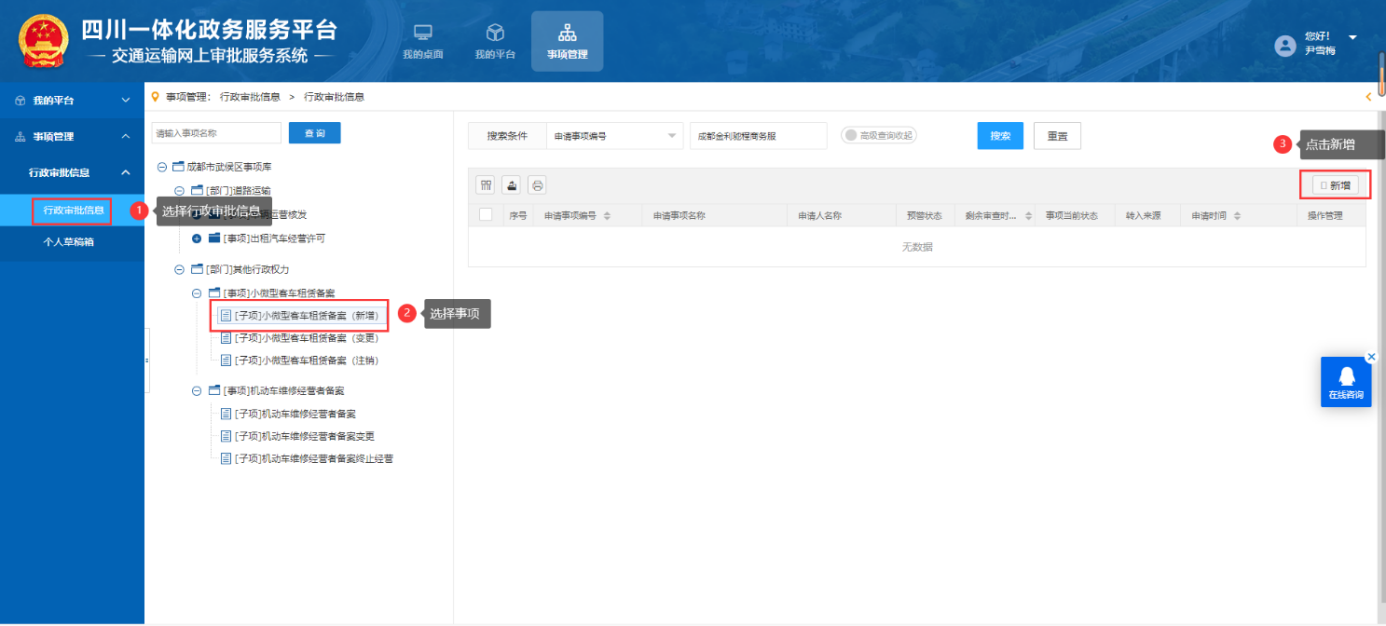 四川一体化政务服务平台
交通运输网上审批服务系统
我的桌面
我的平台
事项管理
您好!
尹雪梅
我的平台
事项管理
行政审批信息
行政审批信息
个人草稿箱
1 选择行政审批信息
事项管理: 行政审批信息 > 行政审批信息
请输入事项名称
查询
成都市武侯区事项库
[部门]道路运输
运营核发
[事项]出租汽车经营许可
[部门]其他行政权力
[事项]小微型客车租赁备案
[子项]小微型客车租赁备案（新增）
2 选择事项
[子项]小微型客车租赁备案（变更）
[子项]小微型客车租赁备案（注销）
[事项]机动车维修经营者备案
[子项]机动车维修经营者备案
[子项]机动车维修经营者备案变更
[子项]机动车维修经营者备案终止经营
搜索条件 申请事项编号 成都金利驰程商务服 高级查询收起 搜索 重置
3 点击新增
新增
序号 申请事项编号 申请事项名称 申请人名称 预警状态 剩余审查时... 事项当前状态 转入来源 申请时间 操作管理
无数据
在线咨询